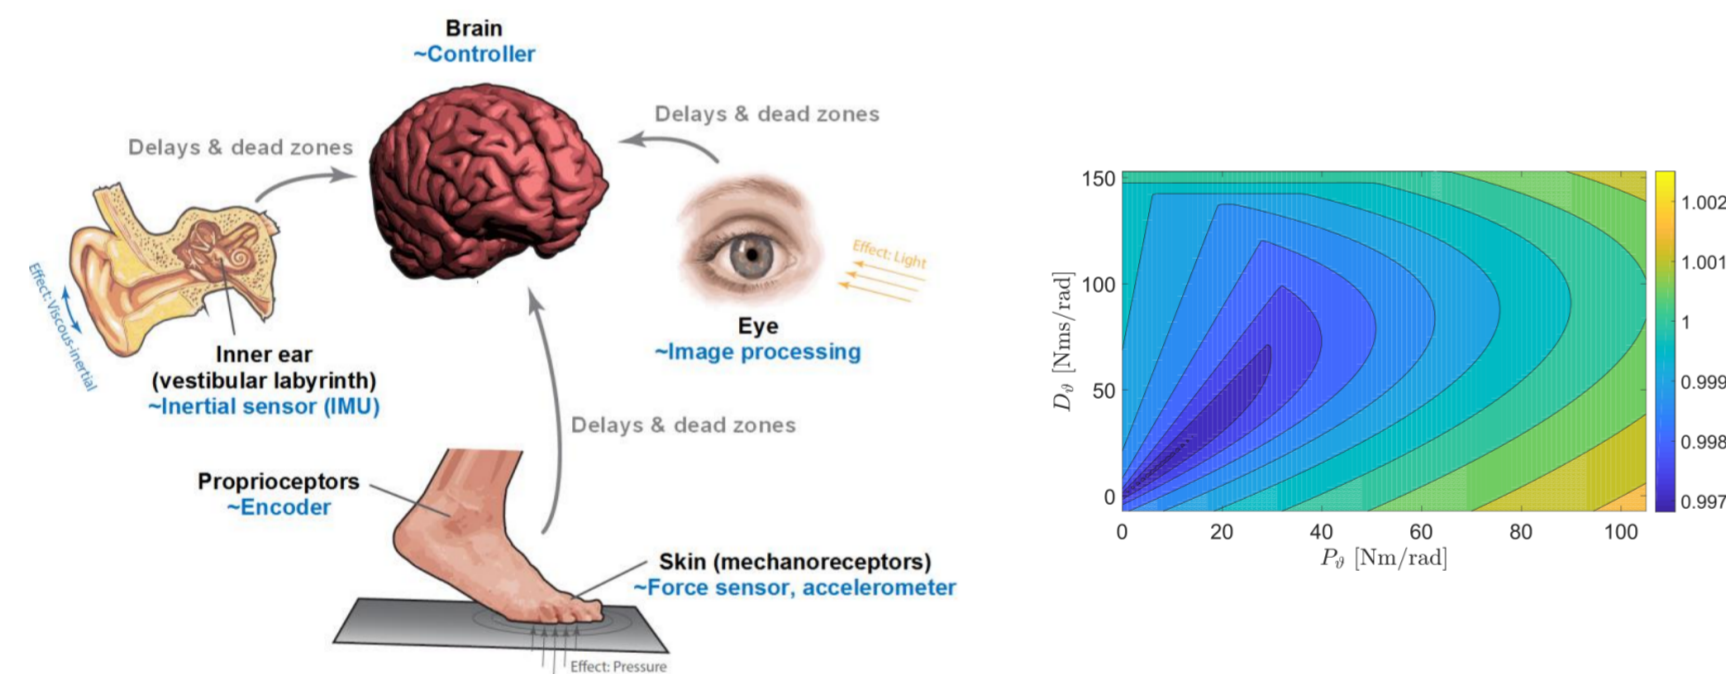 Brain
~Controller
Delays & dead zones
Delays & dead zones
Effect: Viscous-inertial
Effect: Light
Inner ear
(vestibular labyrinth)
~Inertial sensor (IMU)
Eye
~Image processing
Delays & dead zones
Proprioceptors
~Encoder
Skin (mechanoreceptors)
~Force sensor, accelerometer
Effect: Pressure
150
100
50
0
D_ϑ [Nms/rad]
0 20 40 60 80 100
P_ϑ [Nm/rad]
1.002
1.001
1
0.999
0.998
0.997